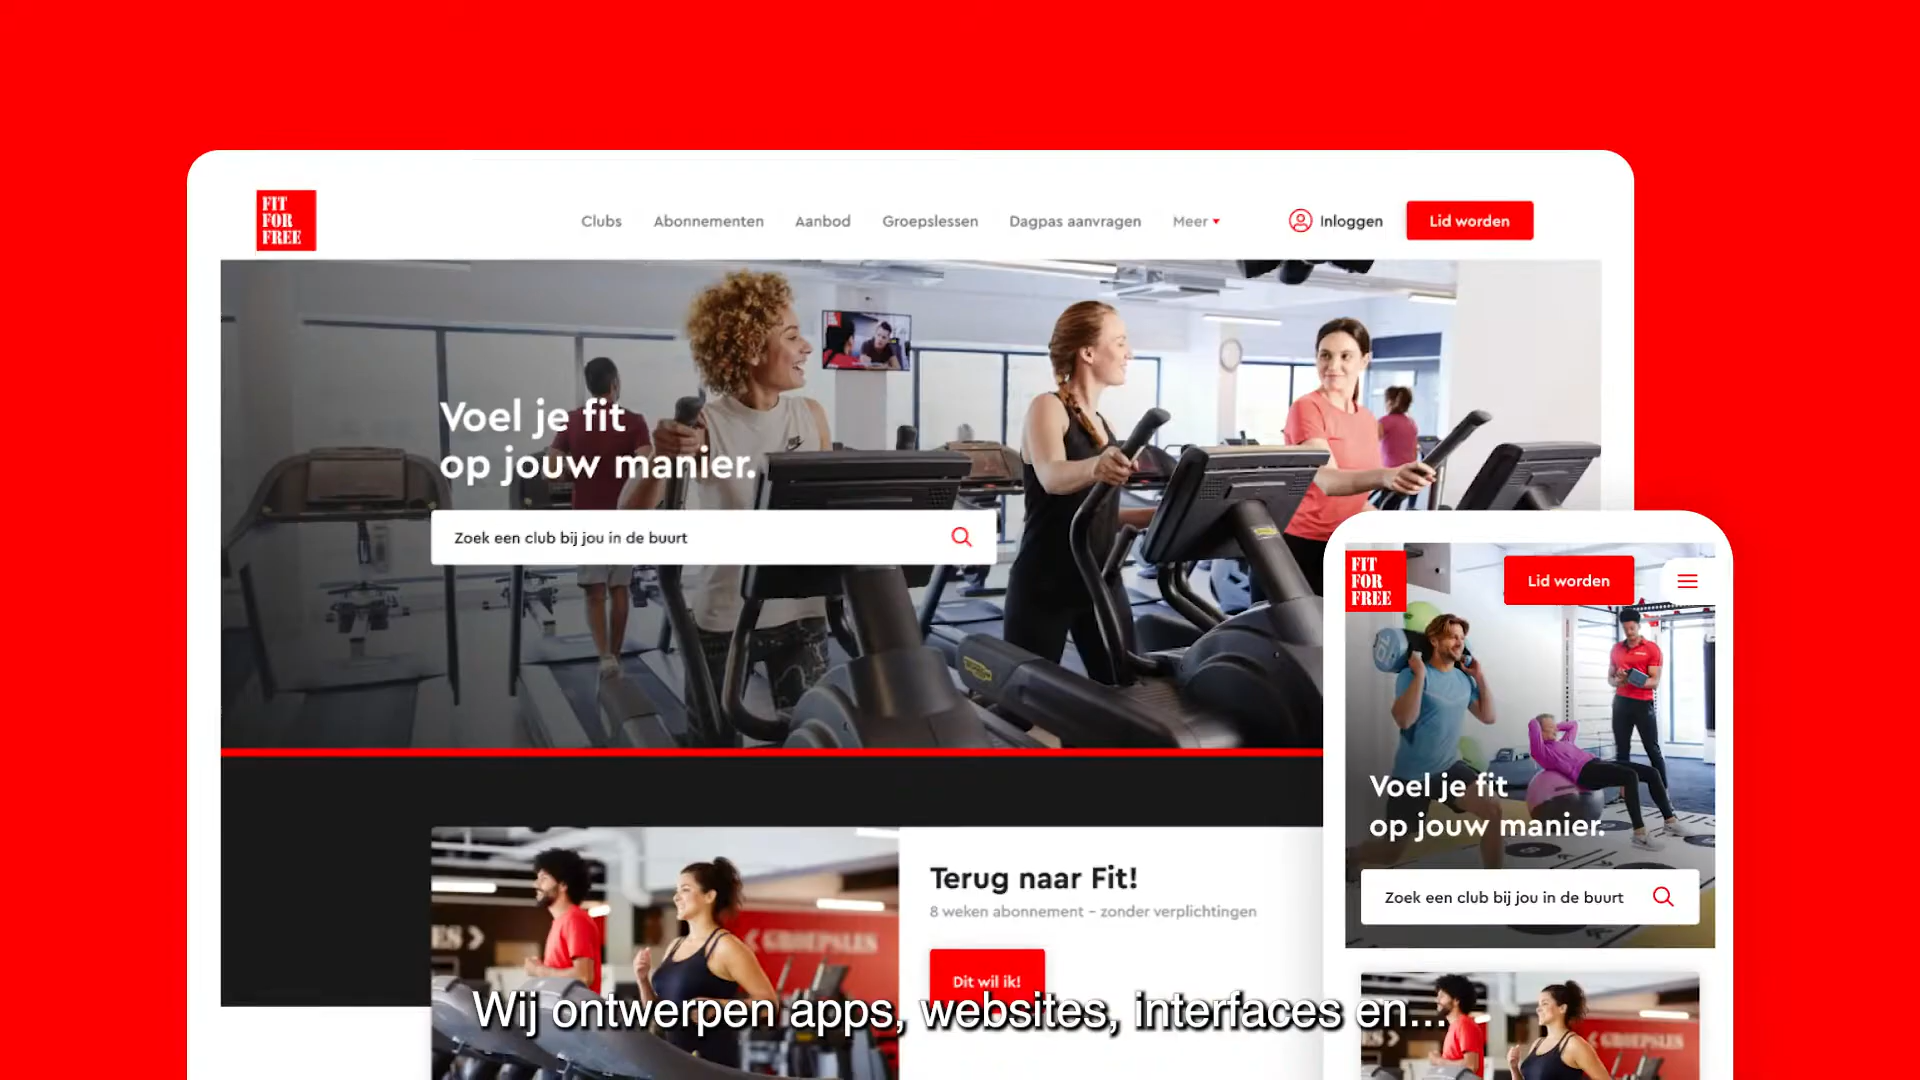 FIT
FOR
FREE
Clubs Abonnementen Aanbod Groepslessen Dagpas aanvragen Meer Inloggen Lid worden
Voel je fit
op jouw manier.
Zoek een club bij jou in de buurt
FIT
FOR
FREE
Lid worden
Voel je fit
op jouw manier.
Zoek een club bij jou in de buurt
GROEPSLES
Terug naar Fit!
8 weken abonnement – zonder verplichtingen
Dit wil ik!
Wij ontwerpen apps, websites, interfaces en...
GROEPSLES